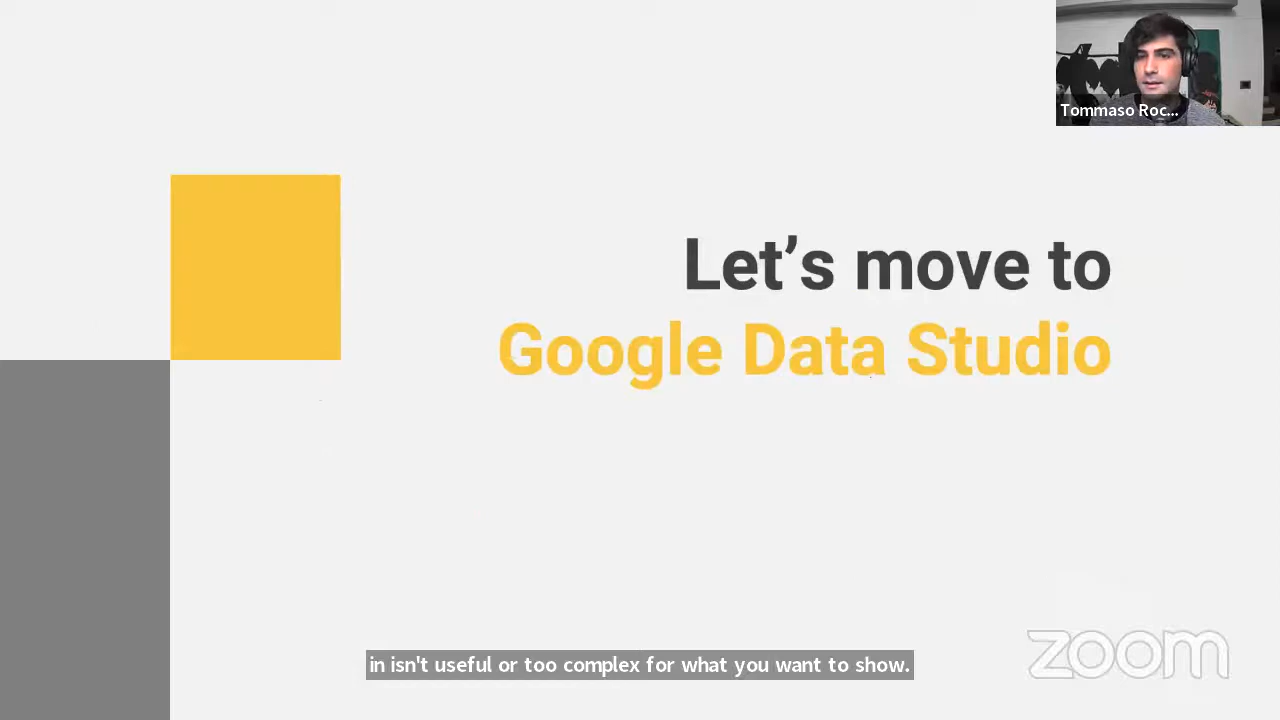 Tommaso Roc...
Let’s move to
Google Data Studio
in isn't useful or too complex for what you want to show.
zoom